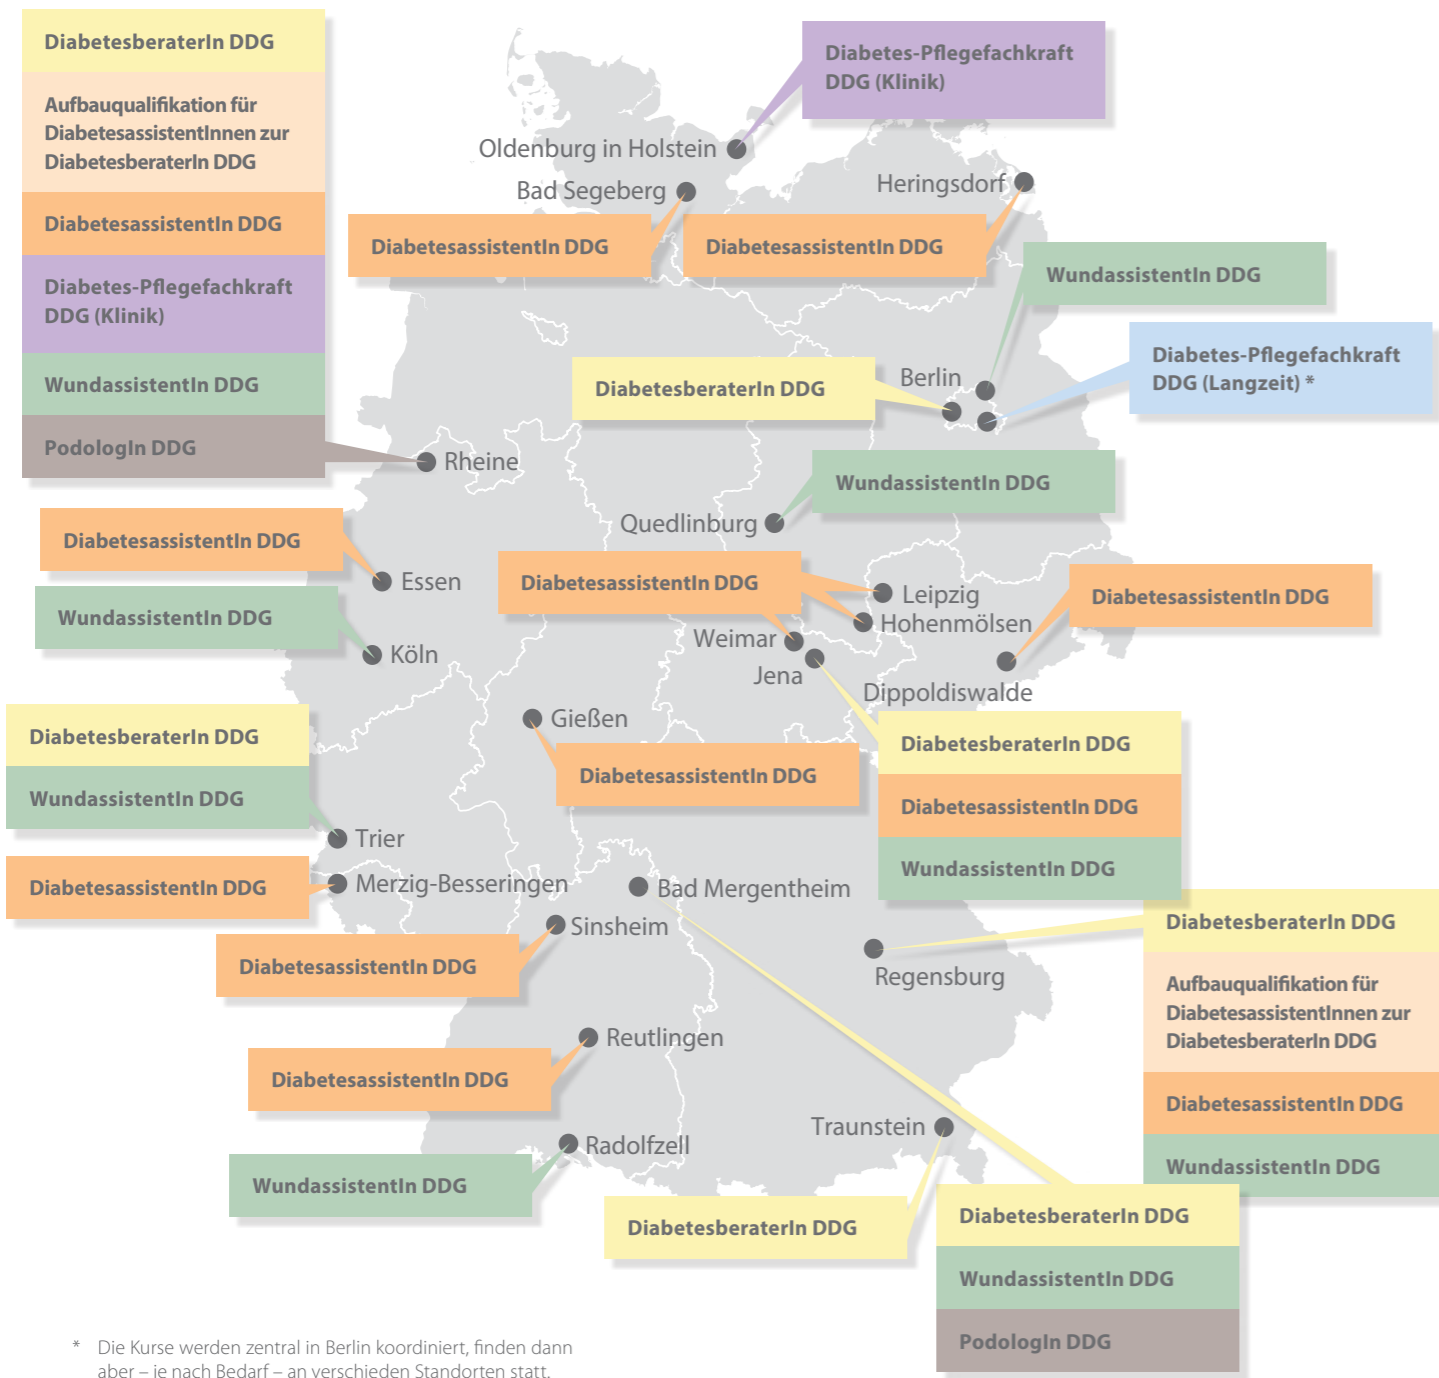 DiabetesberaterIn DDG
Aufbauqualifikation für
DiabetesassistentInnen zur
DiabetesberaterIn DDG
DiabetesassistentIn DDG
Diabetes-Pflegefachkraft
DDG (Klinik)
WundassistentIn DDG
PodologIn DDG
Rheine
Diabetes-Pflegefachkraft
DDG (Klinik)
Oldenburg in Holstein
Bad Segeberg
DiabetesassistentIn DDG
Heringsdorf
DiabetesassistentIn DDG
WundassistentIn DDG
Diabetes-Pflegefachkraft
DDG (Langzeit) *
Berlin
DiabetesberaterIn DDG
WundassistentIn DDG
Quedlinburg
DiabetesassistentIn DDG
Essen
WundassistentIn DDG
Köln
DiabetesassistentIn DDG
Leipzig
Hohenmölsen
Weimar
Jena
DiabetesassistentIn DDG
Dippoldiswalde
DiabetesberaterIn DDG
DiabetesassistentIn DDG
WundassistentIn DDG
Gießen
DiabetesassistentIn DDG
DiabetesberaterIn DDG
WundassistentIn DDG
Trier
DiabetesassistentIn DDG
Merzig-Besseringen
Bad Mergentheim
Sinsheim
DiabetesassistentIn DDG
Regensburg
DiabetesberaterIn DDG
Aufbauqualifikation für
DiabetesassistentInnen zur
DiabetesberaterIn DDG
DiabetesassistentIn DDG
WundassistentIn DDG
Reutlingen
DiabetesassistentIn DDG
Radolfzell
WundassistentIn DDG
Traunstein
DiabetesberaterIn DDG
DiabetesberaterIn DDG
WundassistentIn DDG
PodologIn DDG
* Die Kurse werden zentral in Berlin koordiniert, finden dann
aber – je nach Bedarf – an verschieden Standorten statt.